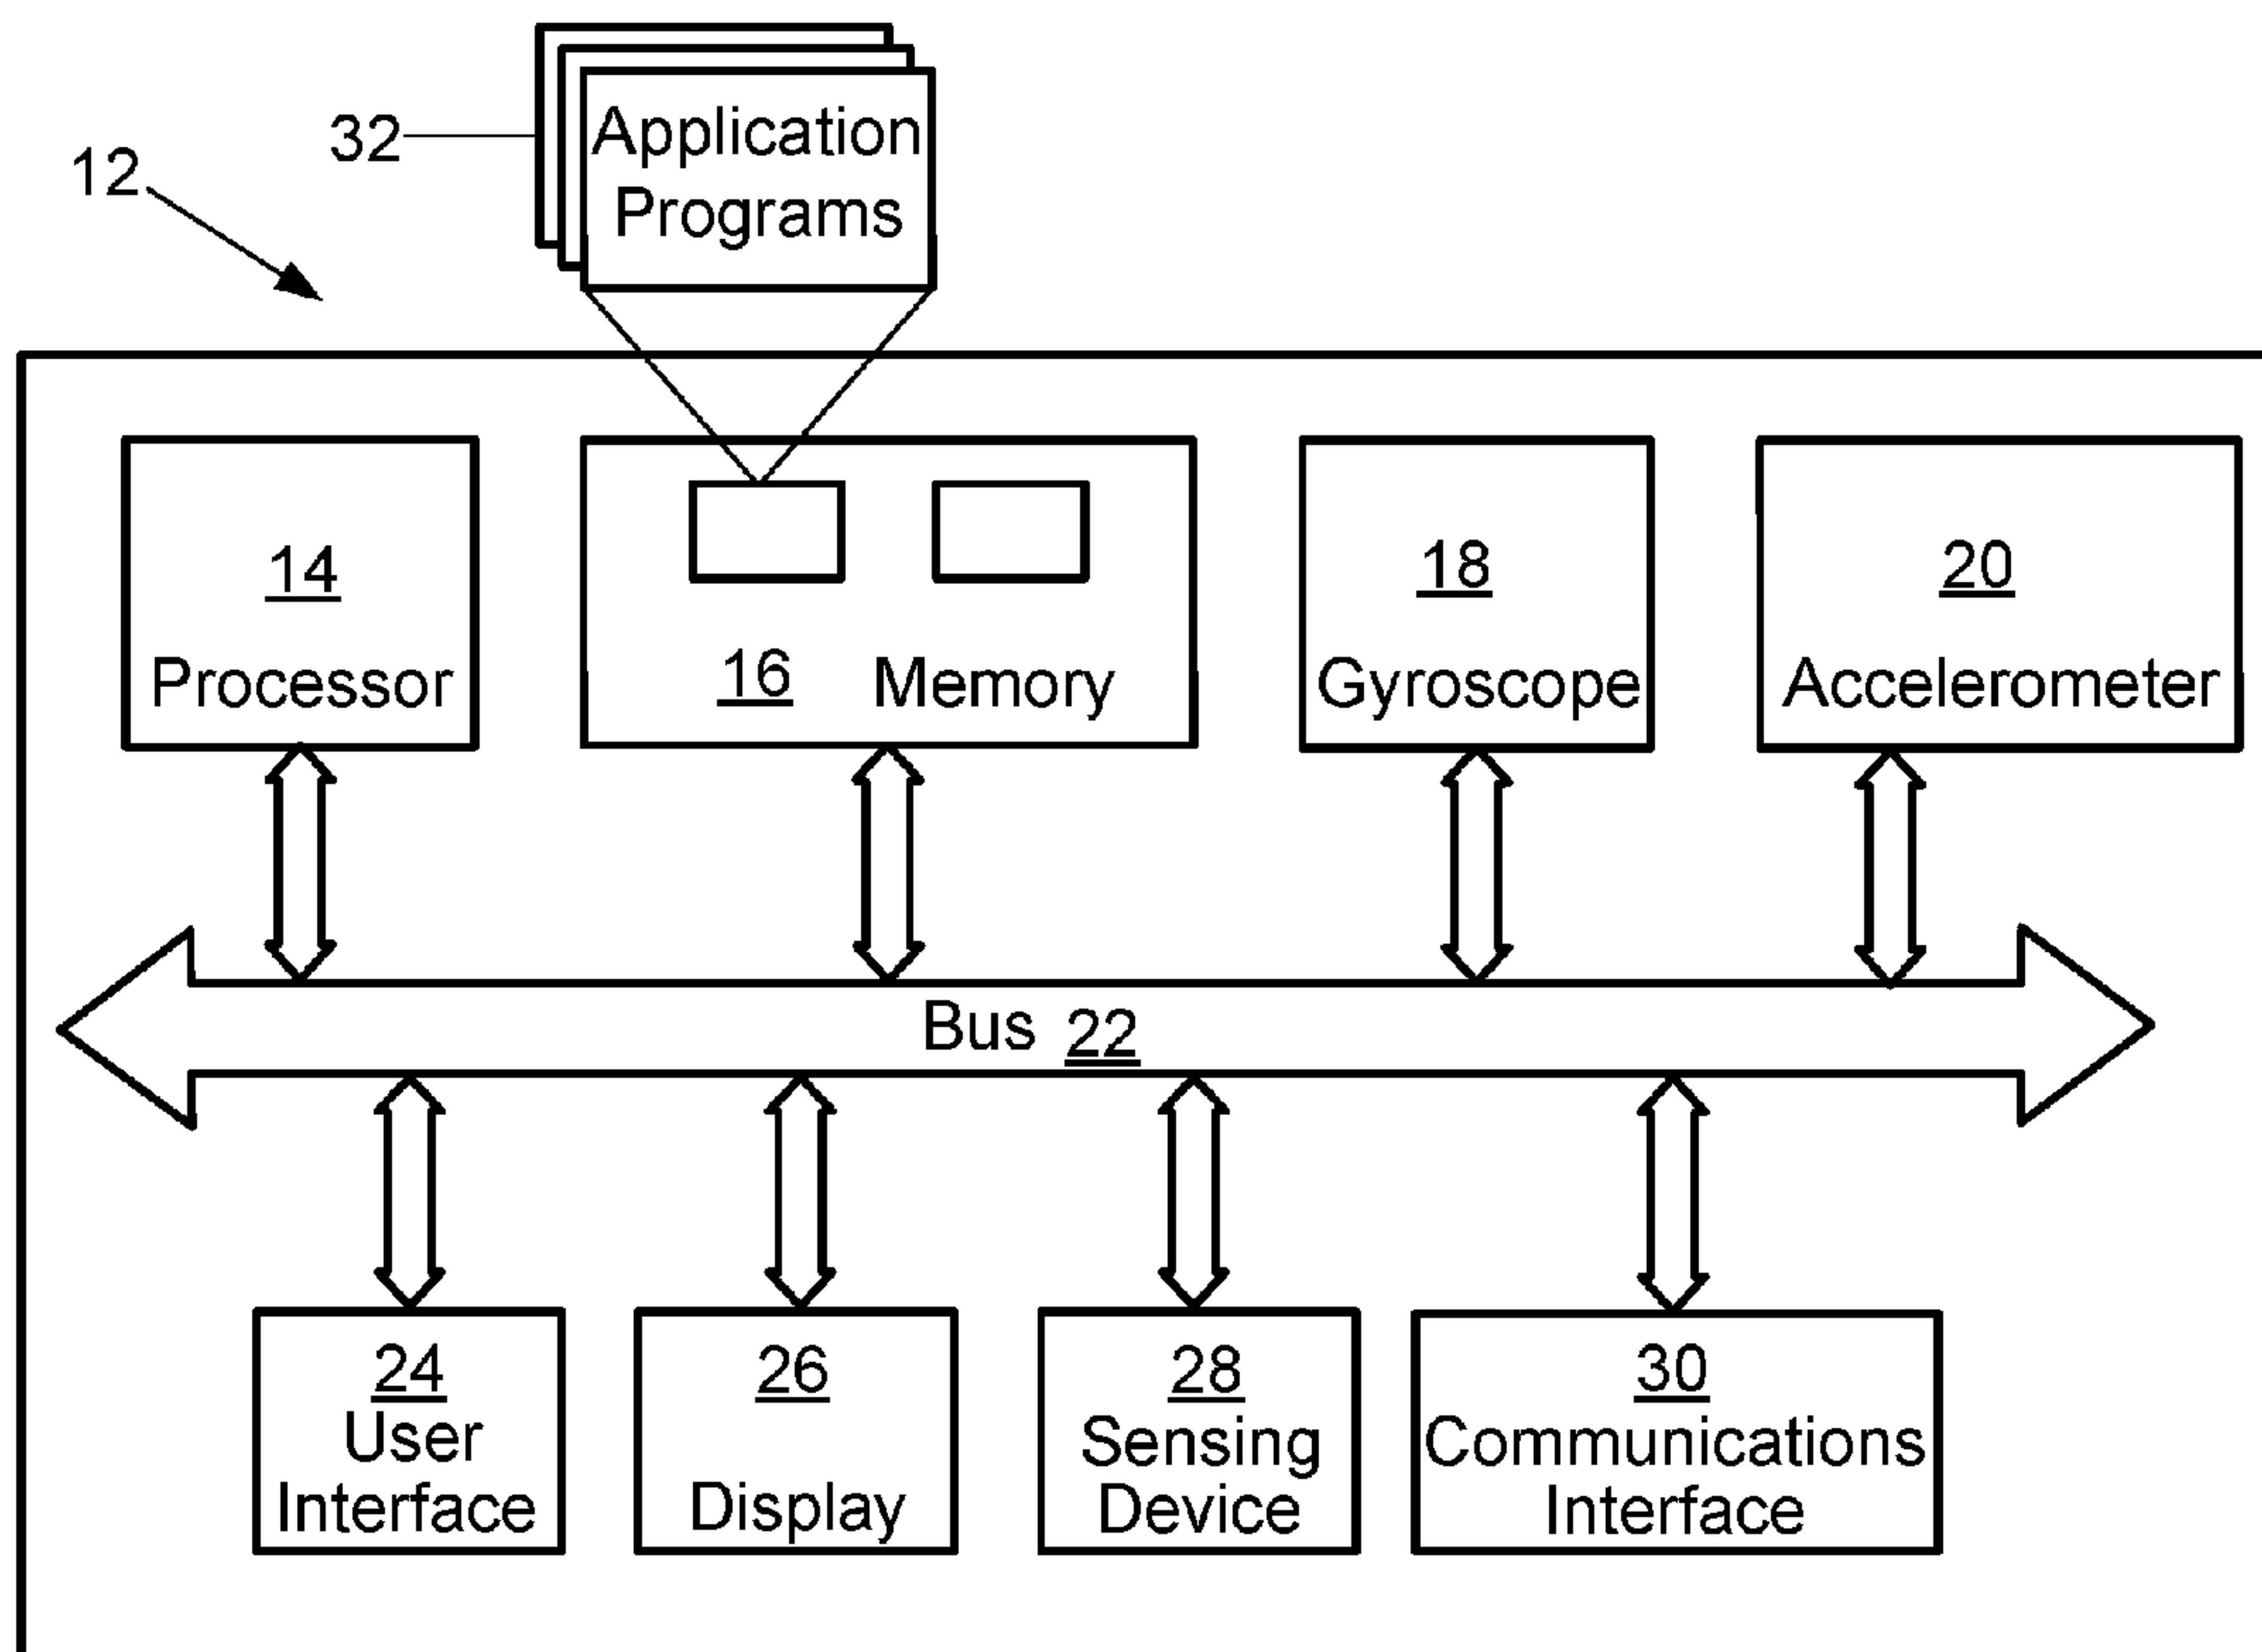 32
Application
Programs
12
14
Processor
16 Memory
18
Gyroscope
20
Accelerometer
Bus 22
24
User
Interface
26
Display
28
Sensing
Device
30
Communications
Interface